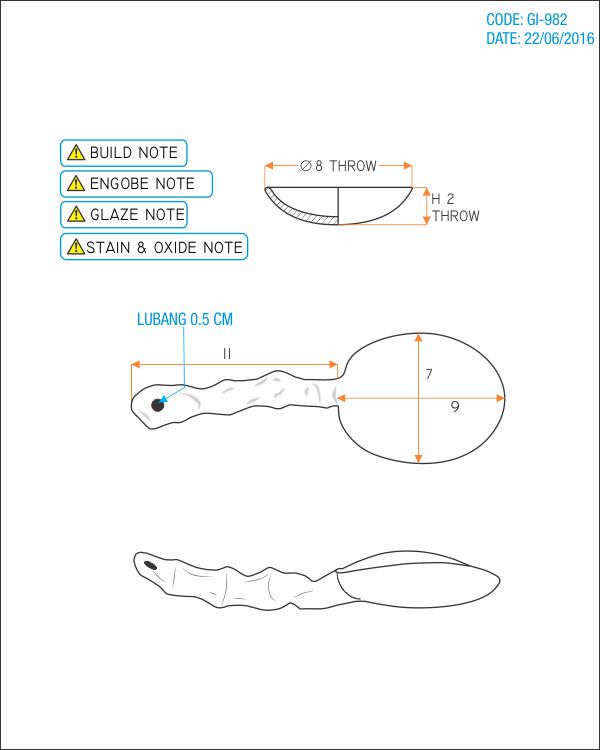 CODE: GI-982
DATE: 22/06/2016
BUILD NOTE
ENGOBE NOTE
GLAZE NOTE
STAIN & OXIDE NOTE
Ø 8 THROW
H 2
THROW
LUBANG 0.5 CM
11
7
9